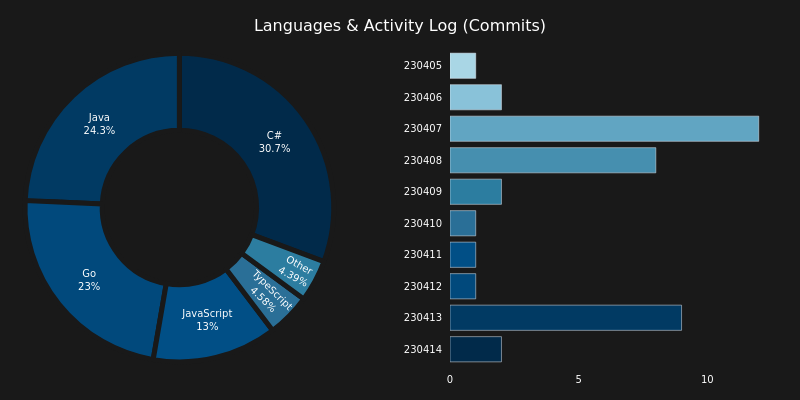 Languages & Activity Log (Commits)
Java
24.3%
C#
30.7%
Go
23%
JavaScript
13%
TypeScript
4.58%
Other
4.39%
230405
230406
230407
230408
230409
230410
230411
230412
230413
230414
0
5
10